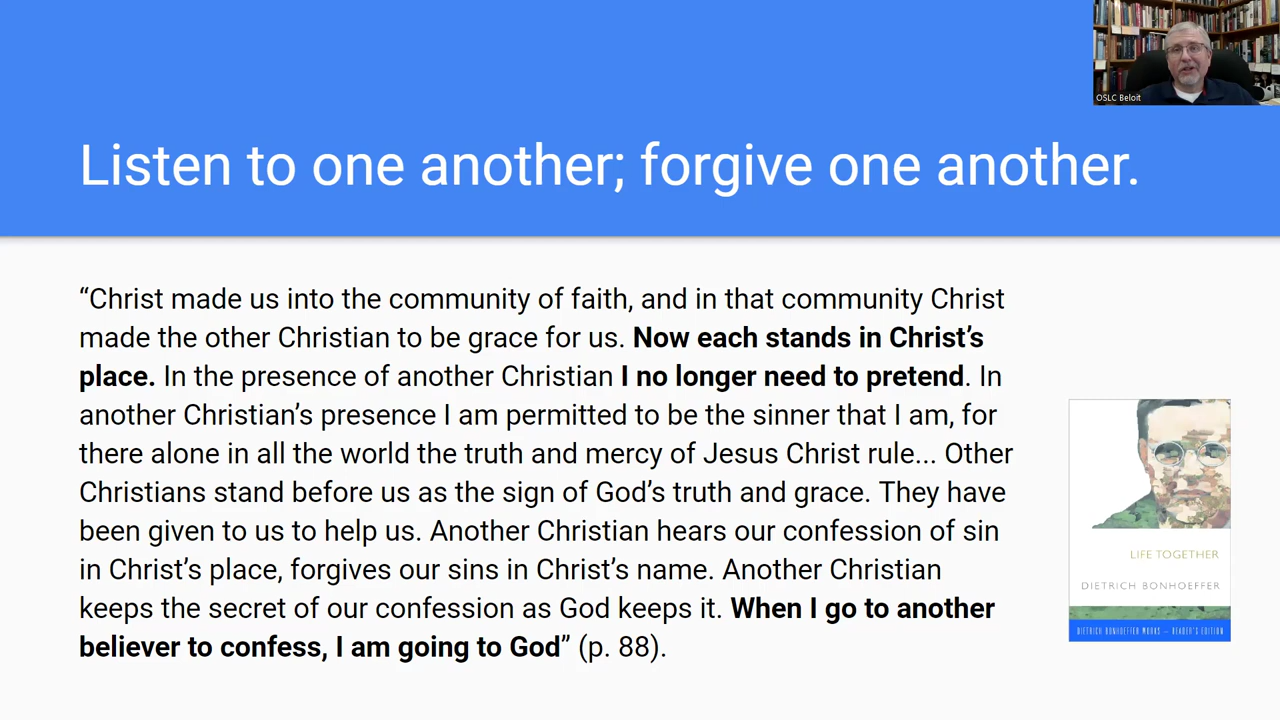 OSLC Beloit
Listen to one another; forgive one another.
“Christ made us into the community of faith, and in that community Christ
made the other Christian to be grace for us. Now each stands in Christ’s
place. In the presence of another Christian I no longer need to pretend. In
another Christian’s presence I am permitted to be the sinner that I am, for
there alone in all the world the truth and mercy of Jesus Christ rule... Other
Christians stand before us as the sign of God’s truth and grace. They have
been given to us to help us. Another Christian hears our confession of sin
in Christ’s place, forgives our sins in Christ’s name. Another Christian
keeps the secret of our confession as God keeps it. When I go to another
believer to confess, I am going to God” (p. 88).
LIFE TOGETHER
DIETRICH BONHOEFFER
DIETRICH BONHOEFFER WORKS — READER'S EDITION